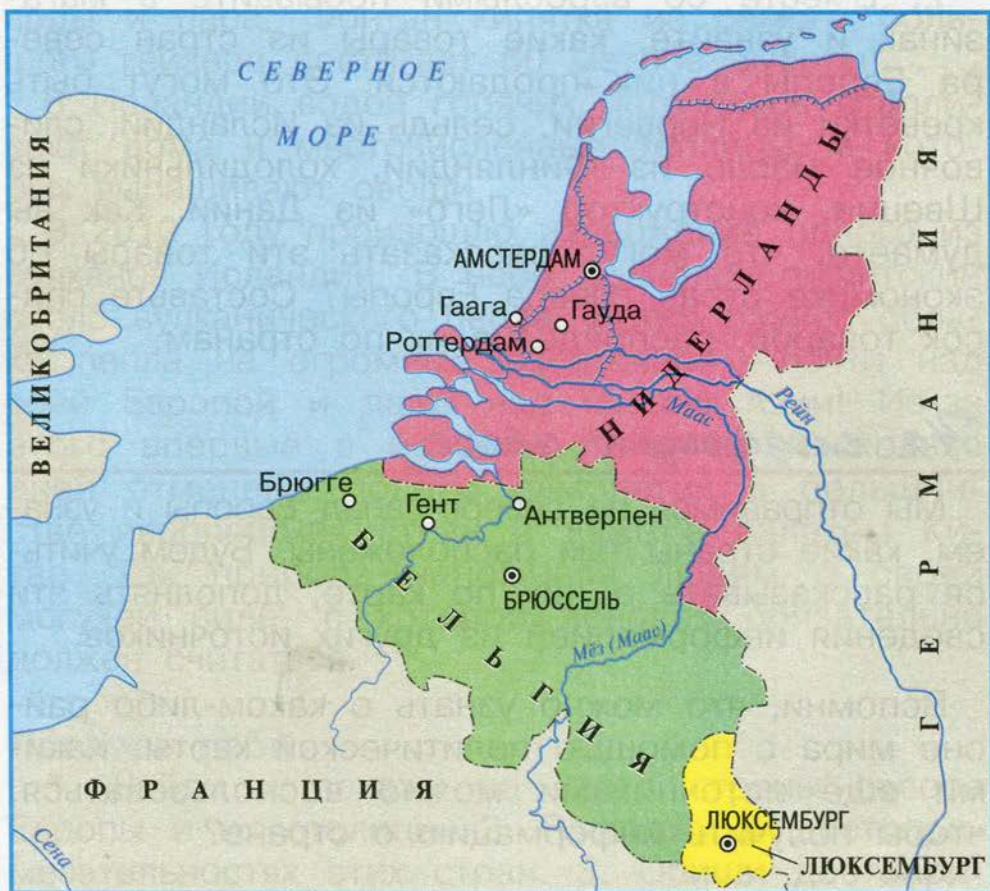 СЕВЕРНОЕ
МОРЕ
ВЕЛИКОБРИТАНИЯ
НИДЕРЛАНДЫ
ГЕРМАНИЯ
АМСТЕРДАМ
Гаага
Гауда
Роттердам
Маас
Рейн
Брюгге
Гент
Антверпен
БРЮССЕЛЬ
БЕЛЬГИЯ
Мёз (Маас)
ФРАНЦИЯ
Сена
ЛЮКСЕМБУРГ
ЛЮКСЕМБУРГ